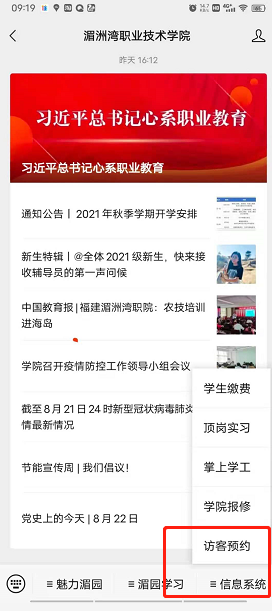 09:19
14.7 K/s HD 4G 33
湄洲湾职业技术学院
昨天 16:12
习近平总书记心系职业教育
习近平总书记心系职业教育
通知公告丨 2021 年秋季学期开学安排
新生特辑丨@全体 2021 级新生，快来
接收辅导员的第一声问候
中国教育报 | 福建湄洲湾职院：农技培训
进海岛
学院召开疫情防控工作领导小组会议
截至 8 月 21 日 24 时新型冠状病毒肺炎
情最新情况
节能宣传周 | 我们倡议！
党史上的今天 | 8 月 22 日
学生缴费
顶岗实习
掌上学工
学院报修
访客预约
魅力湄园
湄园学习
信息系统